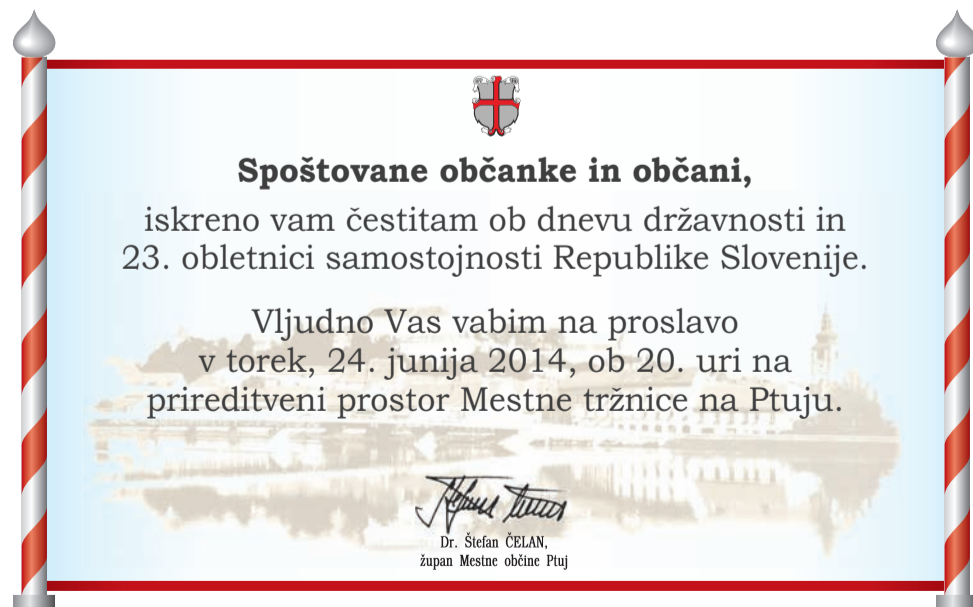 Spoštovane občanke in občani,
iskreno vam čestitam ob dnevu državnosti in
23. obletnici samostojnosti Republike Slovenije.
Vljudno Vas vabim na proslavo
v torek, 24. junija 2014, ob 20. uri na
prireditveni prostor Mestne tržnice na Ptuju.
Dr. Štefan ČELAN,
župan Mestne občine Ptuj